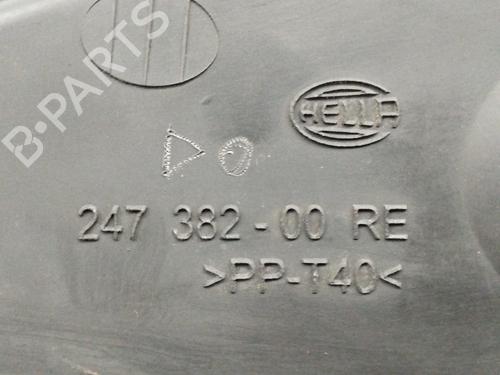 B-PARTS
HELLA
247 382-00 RE
>PP-T40<